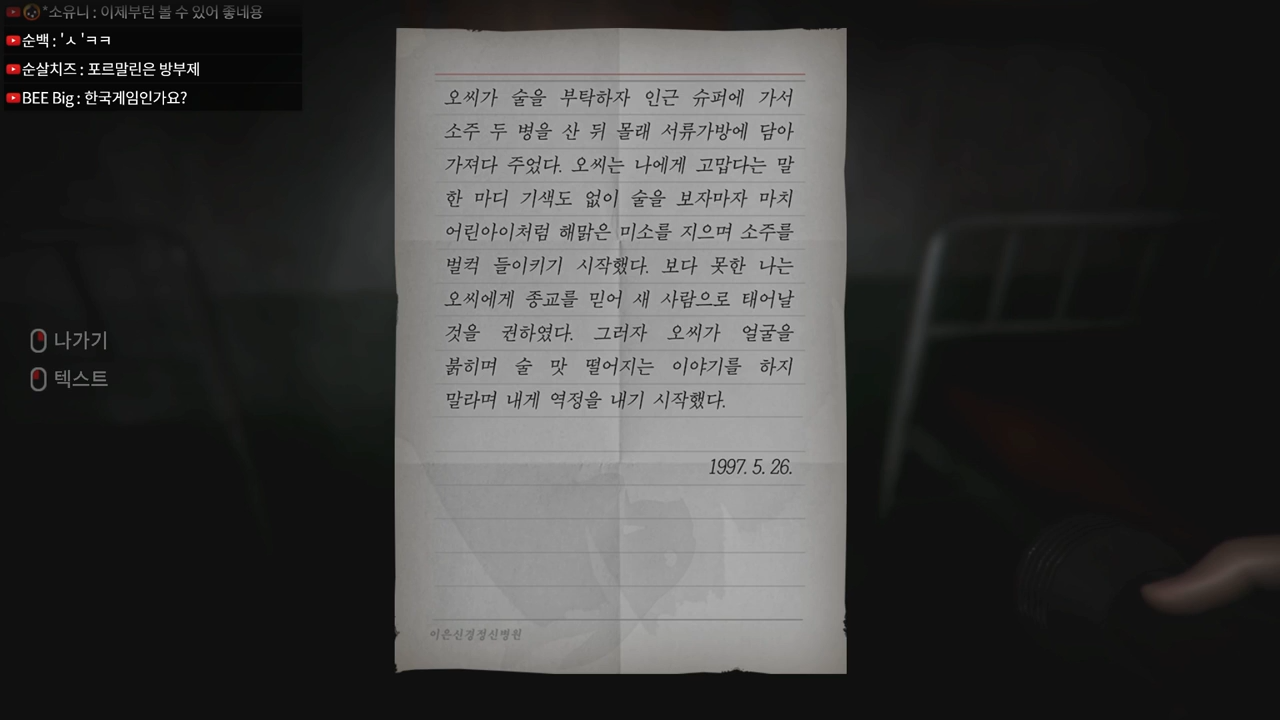 *소유니 : 이제부턴 볼 수 있어 좋네용
순백 : 'ㅅ 'ㅋㅋ
순살치즈 : 포르말린은 방부제
BEE Big : 한국게임인가요?
나가기
텍스트
오씨가 술을 부탁하자 인근 슈퍼에 가서
소주 두 병을 산 뒤 몰래 서류가방에 담아
가져다 주었다. 오씨는 나에게 고맙다는 말
한 마디 기색도 없이 술을 보자마자 마치
어린아이처럼 해맑은 미소를 지으며 소주를
벌컥 들이키기 시작했다. 보다 못한 나는
오씨에게 종교를 믿어 새 사람으로 태어날
것을 권하였다. 그러자 오씨가 얼굴을
붉히며 술 맛 떨어지는 이야기를 하지
말라며 내게 역정을 내기 시작했다.
1997. 5. 26.
이은신경정신병원